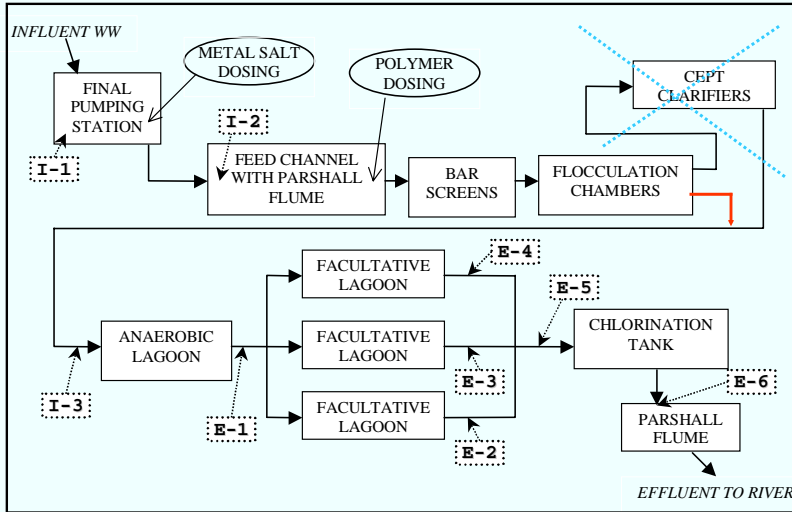 INFLUENT WW
METAL SALT
DOSING
POLYMER
DOSING
CEPT
CLARIFIERS
FINAL
PUMPING
STATION
I-1
I-2
FEED CHANNEL
WITH PARSHALL
FLUME
BAR
SCREENS
FLOCCULATION
CHAMBERS
FACULTATIVE
LAGOON
E-4
E-5
ANAEROBIC
LAGOON
FACULTATIVE
LAGOON
CHLORINATION
TANK
I-3
E-1
E-3
E-6
FACULTATIVE
LAGOON
E-2
PARSHALL
FLUME
EFFLUENT TO RIVER